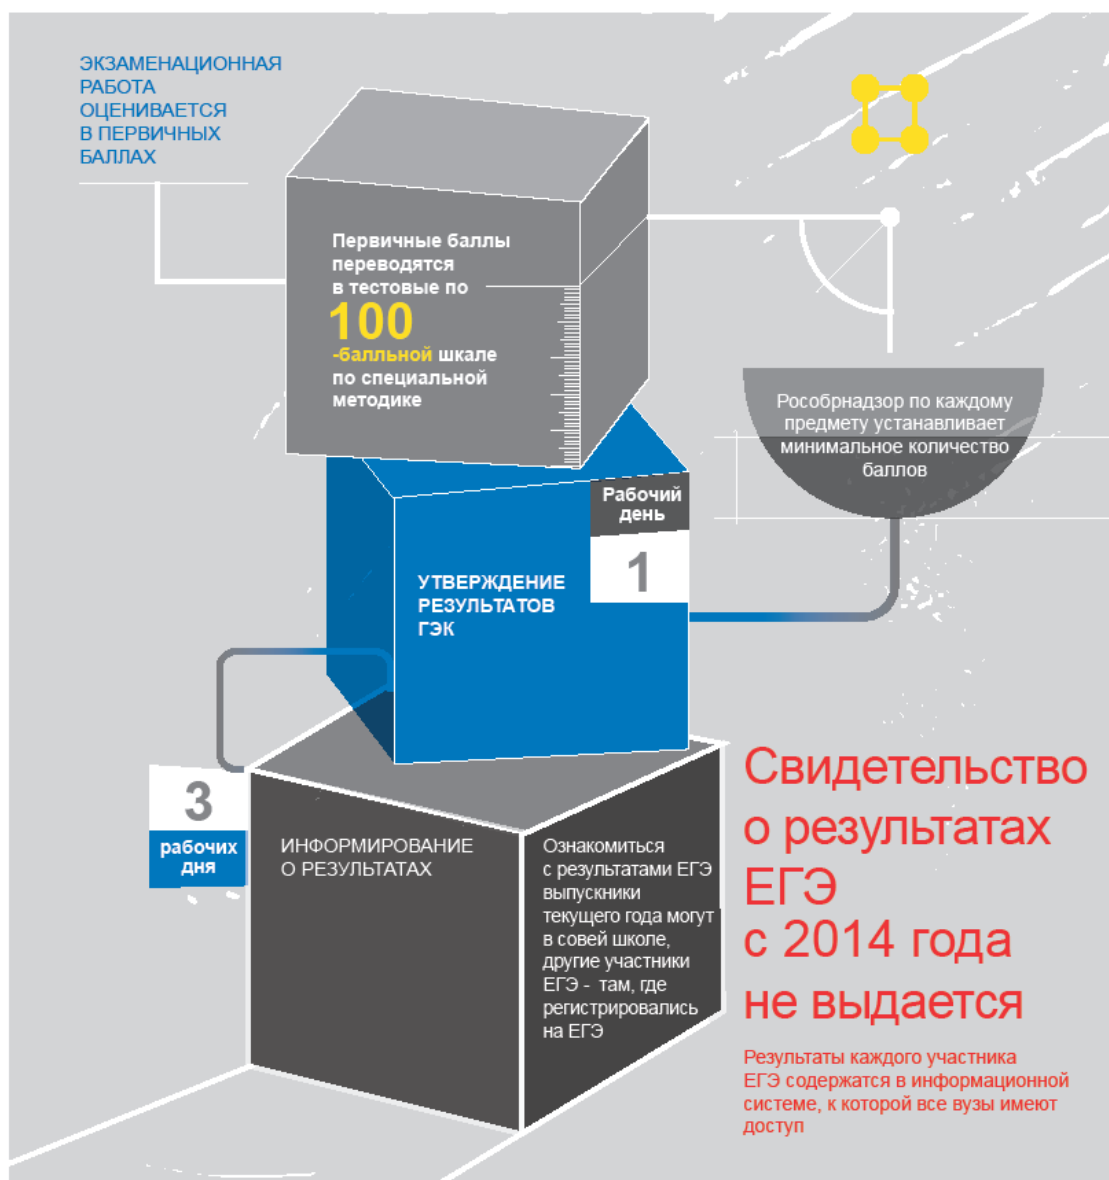 ЭКЗАМЕНАЦИОННАЯ
РАБОТА
ОЦЕНИВАЕТСЯ
В ПЕРВИЧНЫХ
БАЛЛАХ
Первичные баллы
переводятся
в тестовые по
100
-балльной шкале
по специальной
методике
Рособрнадзор по каждому
предмету устанавливает
минимальное количество
баллов
Рабочий
день
1
УТВЕРЖДЕНИЕ
РЕЗУЛЬТАТОВ
ГЭК
3
рабочих
дня
ИНФОРМИРОВАНИЕ
О РЕЗУЛЬТАТАХ
Ознакомиться
с результатами ЕГЭ
выпускники
текущего года могут
в совей школе,
другие участники
ЕГЭ - там, где
регистрировались
на ЕГЭ
Свидетельство
о результатах
ЕГЭ
с 2014 года
не выдается
Результаты каждого участника
ЕГЭ содержатся в информационной
системе, к которой все вузы имеют
доступ